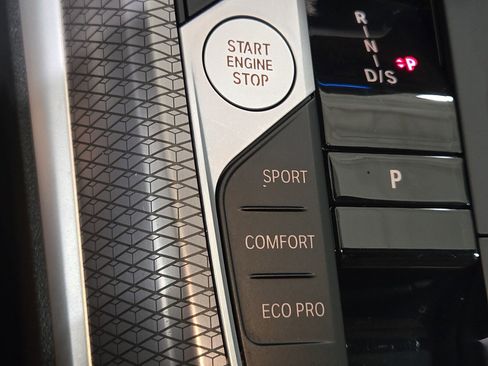 START
ENGINE
STOP
R
I
N
I
D/S
P
P
SPORT
COMFORT
ECO PRO